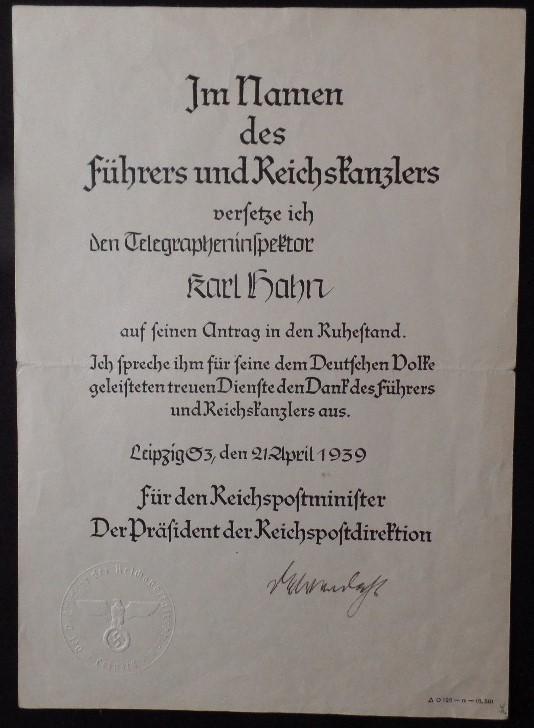 Im Namen
des
Führers und Reichskanzlers
versetze ich
den Telegrapheninspektor
Karl Hahn
auf seinen Antrag in den Ruhestand.
Ich spreche ihm für seine dem Deutschen Volke
geleisteten treuen Dienste den Dank des Führers
und Reichskanzlers aus.
Leipzig S3, den 21. April 1939
Für den Reichspostminister
Der Präsident der Reichspostdirektion